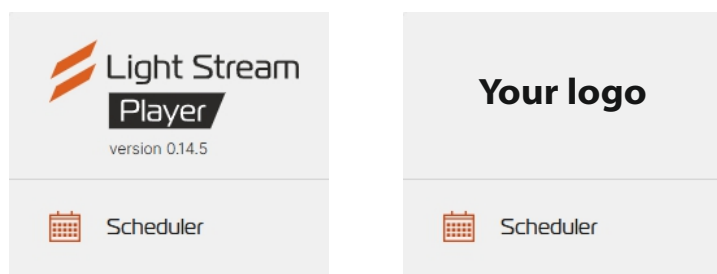 Light Stream
Player
version 0.14.5
Scheduler
Your logo
Scheduler